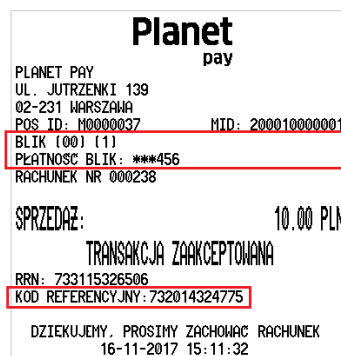 Planet
pay
PLANET PAY
UL. JUTRZENKI 139
02-231 WARSZAWA
POS ID: M0000037 MID: 200010000001
BLIK (00) (1)
PŁATNOŚĆ BLIK: ***456
RACHUNEK NR 000238
SPRZEDAŻ: 10.00 PLN
TRANSAKCJA ZAAKCEPTOWANA
RRN: 733115326506
KOD REFERENCYJNY:732014324775
DZIĘKUJEMY, PROSIMY ZACHOWAĆ RACHUNEK
16-11-2017 15:11:32